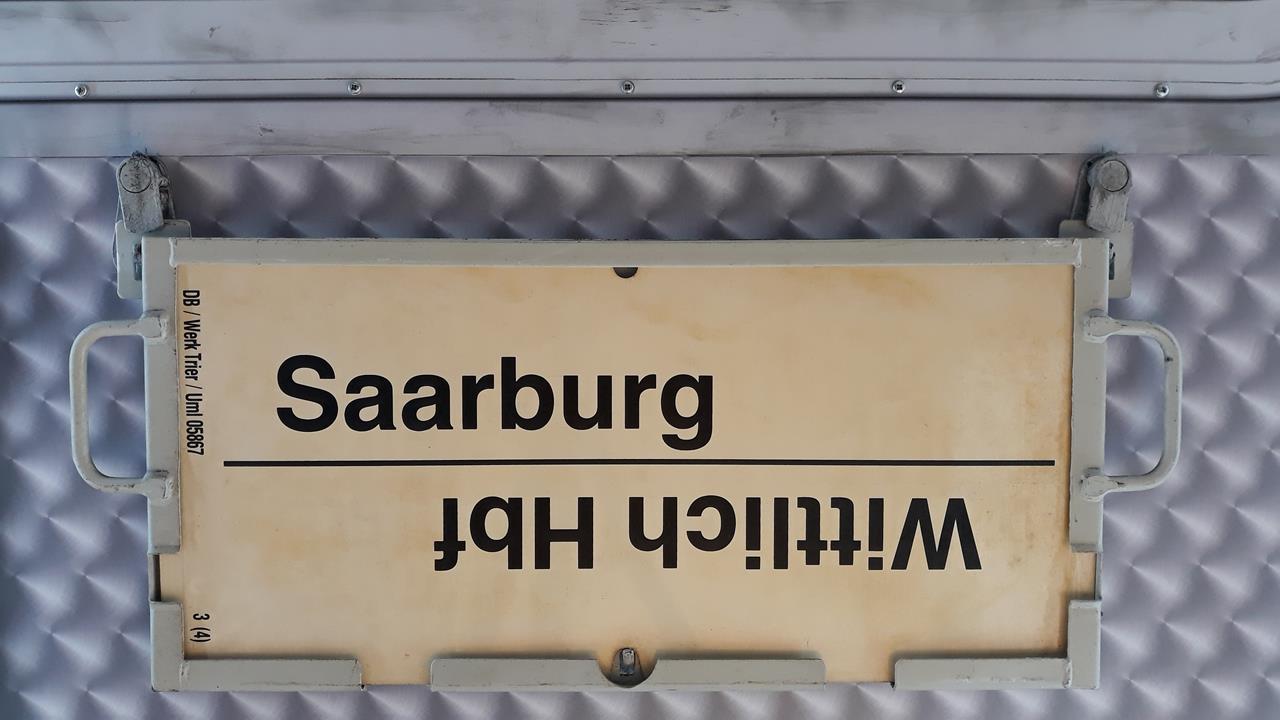 DB / Werk Trier / Uml 05867
Saarburg
Wittlich Hbf
3 (4)